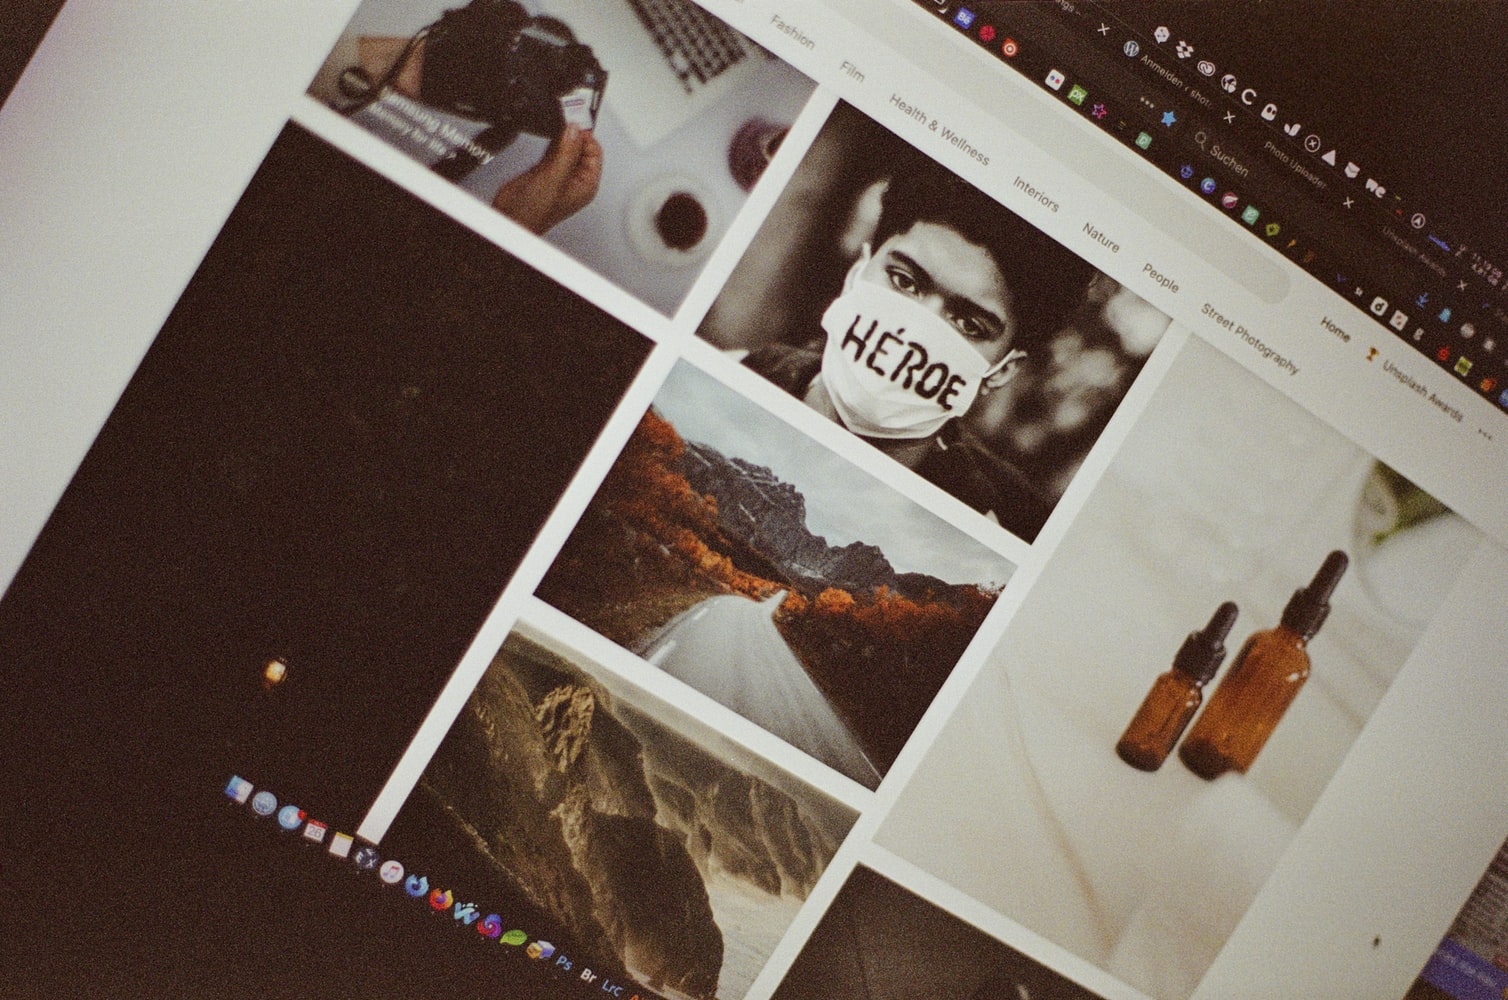 Anmelden ‹ shot
Photo Uploader
Suchen
Unsplash Awards
Fashion
Film
Health & Wellness
Interiors
Nature
People
Street Photography
Home
Unsplash Awards
Samsung Memory
HÉROE
28
Ps
Br
LrC